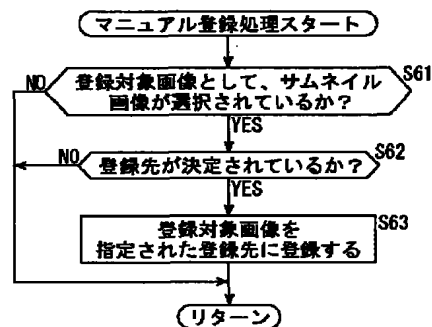 マニュアル登録処理スタート
S61
登録対象画像として、サムネイル
画像が選択されているか？
NO
YES
S62
登録先が決定されているか？
NO
YES
S63
登録対象画像を
指定された登録先に登録する
リターン